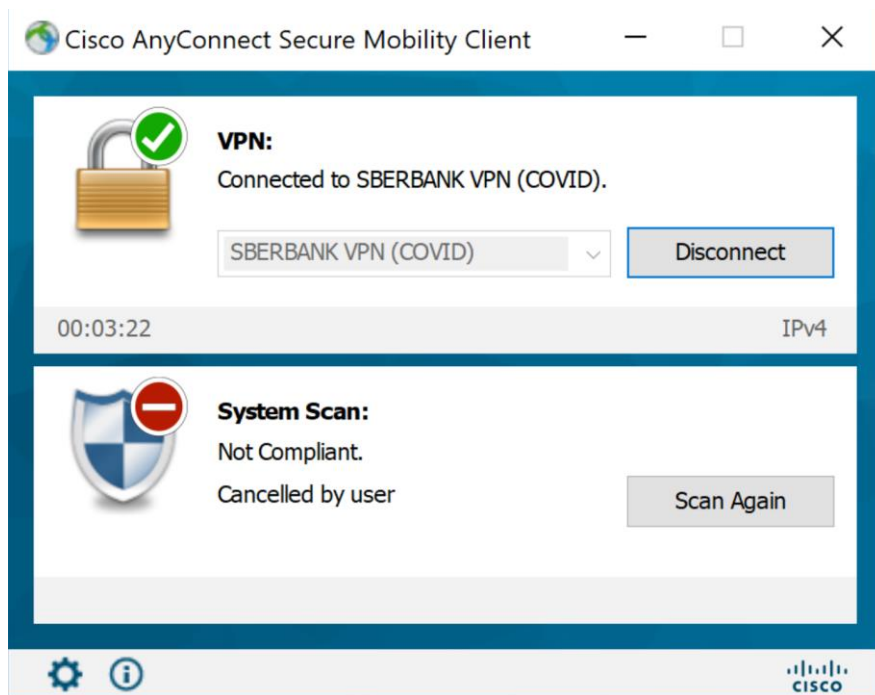 Cisco AnyConnect Secure Mobility Client
VPN:
Connected to SBERBANK VPN (COVID).
SBERBANK VPN (COVID)
Disconnect
00:03:22
IPv4
System Scan:
Not Compliant.
Cancelled by user
Scan Again
CISCO